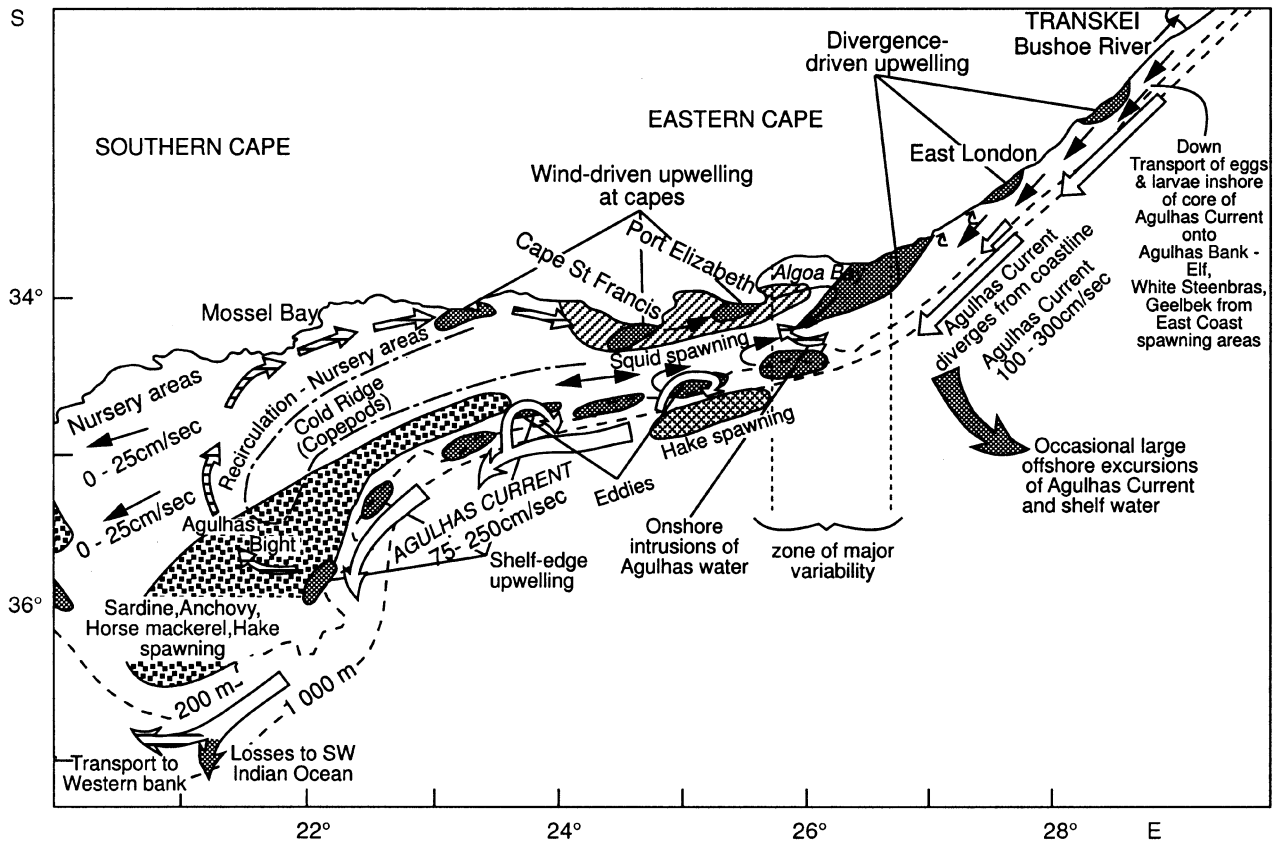 S
TRANSKEI
Bushoe River
Divergence-
driven upwelling
EASTERN CAPE
SOUTHERN CAPE
East London
Down
Transport of eggs
& larvae inshore
of core of
Agulhas Current
onto
Agulhas Bank -
Elf,
White Steenbras,
Geelbek from
East Coast
spawning areas
Wind-driven upwelling
at capes
Port Elizabeth
Cape St Francis
Algoa Bay
34°
Mossel Bay
Agulhas Current
diverges from coastline
Agulhas Current
100 - 300cm/sec
Squid spawning
Nursery areas
Recirculation - Nursery areas
Cold Ridge
(Copepods)
0 - 25cm/sec
0 - 25cm/sec
Hake spawning
Occasional large
offshore excursions
of Agulhas Current
and shelf water
Eddies
AGULHAS CURRENT
75- 250cm/sec
Agulhas
Bight
Onshore
intrusions of
Agulhas water
zone of major
variability
Shelf-edge
upwelling
36°
Sardine,Anchovy,
Horse mackerel,Hake
spawning
200 m
1 000 m
Transport to
Western bank
Losses to SW
Indian Ocean
22°
24°
26°
28°
E